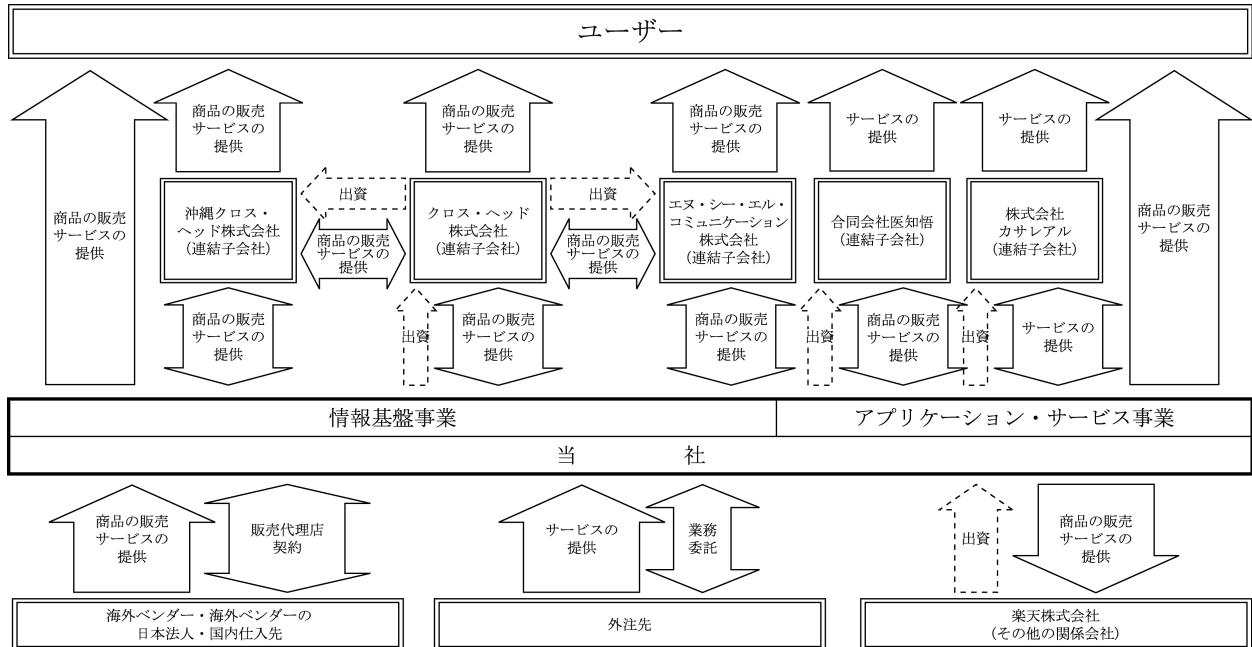 ユーザー
商品の販売
サービスの
提供
商品の販売
サービスの
提供
商品の販売
サービスの
提供
商品の販売
サービスの
提供
サービスの
提供
サービスの
提供
商品の販売
サービスの
提供
沖縄クロス・
ヘッド株式会社
（連結子会社）
出資
商品の販売
サービスの
提供
クロス・ヘッド
株式会社
（連結子会社）
出資
商品の販売
サービスの
提供
エヌ・シー・エル・
コミュニケーション
株式会社
（連結子会社）
合同会社医知悟
（連結子会社）
株式会社
カサレアル
（連結子会社）
商品の販売
サービスの
提供
出資
商品の販売
サービスの
提供
商品の販売
サービスの
提供
出資
商品の販売
サービスの
提供
出資
サービスの
提供
情報基盤事業
アプリケーション・サービス事業
当 社
商品の販売
サービスの
提供
販売代理店
契約
サービスの
提供
業務
委託
出資
商品の販売
サービスの
提供
海外ベンダー・海外ベンダーの
日本法人・国内仕入先
外注先
楽天株式会社
（その他の関係会社）